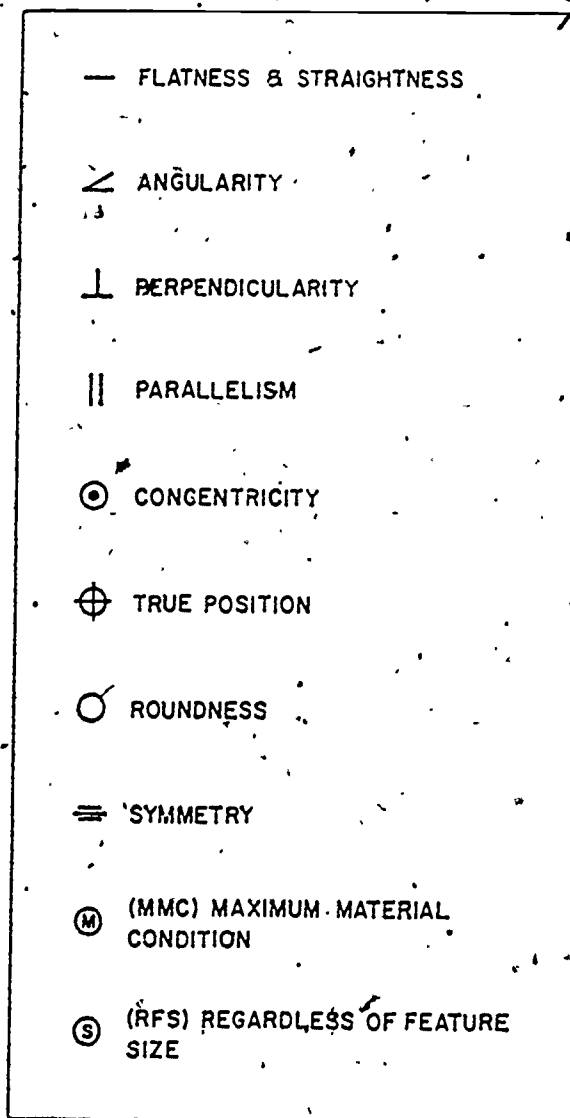 — FLATNESS & STRAIGHTNESS
∠ ANGULARITY
⊥ PERPENDICULARITY
|| PARALLELISM
⊙ CONCENTRICITY
⌖ TRUE POSITION
ROUNDNESS
SYMMETRY
Ⓜ (MMC) MAXIMUM MATERIAL
CONDITION
Ⓢ (RFS) REGARDLESS OF FEATURE
SIZE